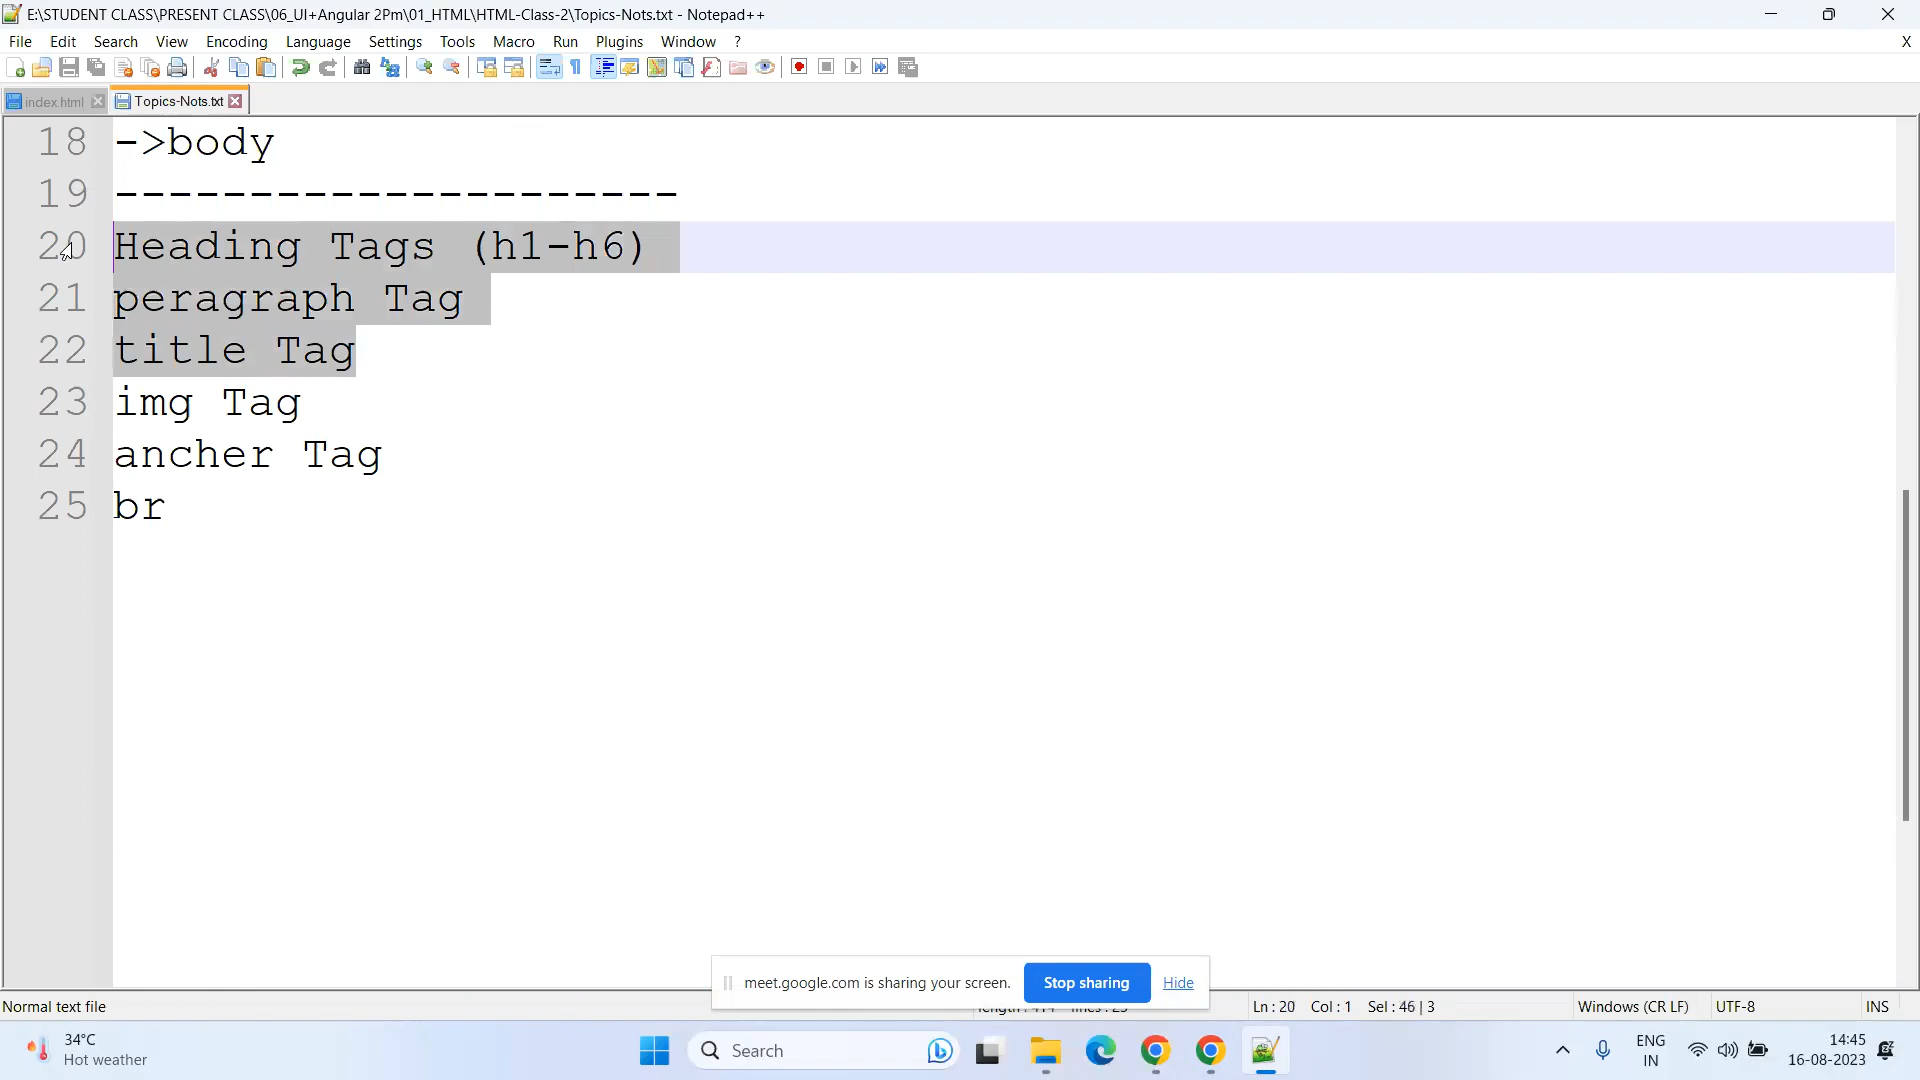 E:\STUDENT CLASS\PRESENT CLASS\06_UI+Angular 2Pm\01_HTML\HTML-Class-2\Topics-Nots.txt - Notepad++
File Edit Search View Encoding Language Settings Tools Macro Run Plugins Window ?
X
index.html Topics-Nots.txt
18 ->body
19 ---------------------
20 Heading Tags (h1-h6)
21 peragraph Tag
22 title Tag
23 img Tag
24 ancher Tag
25 br
meet.google.com is sharing your screen. Stop sharing Hide
Normal text file Ln : 20 Col : 1 Sel : 46 | 3 Windows (CR LF) UTF-8 INS
34°C
Hot weather
Search
ENG
IN
14:45
16-08-2023